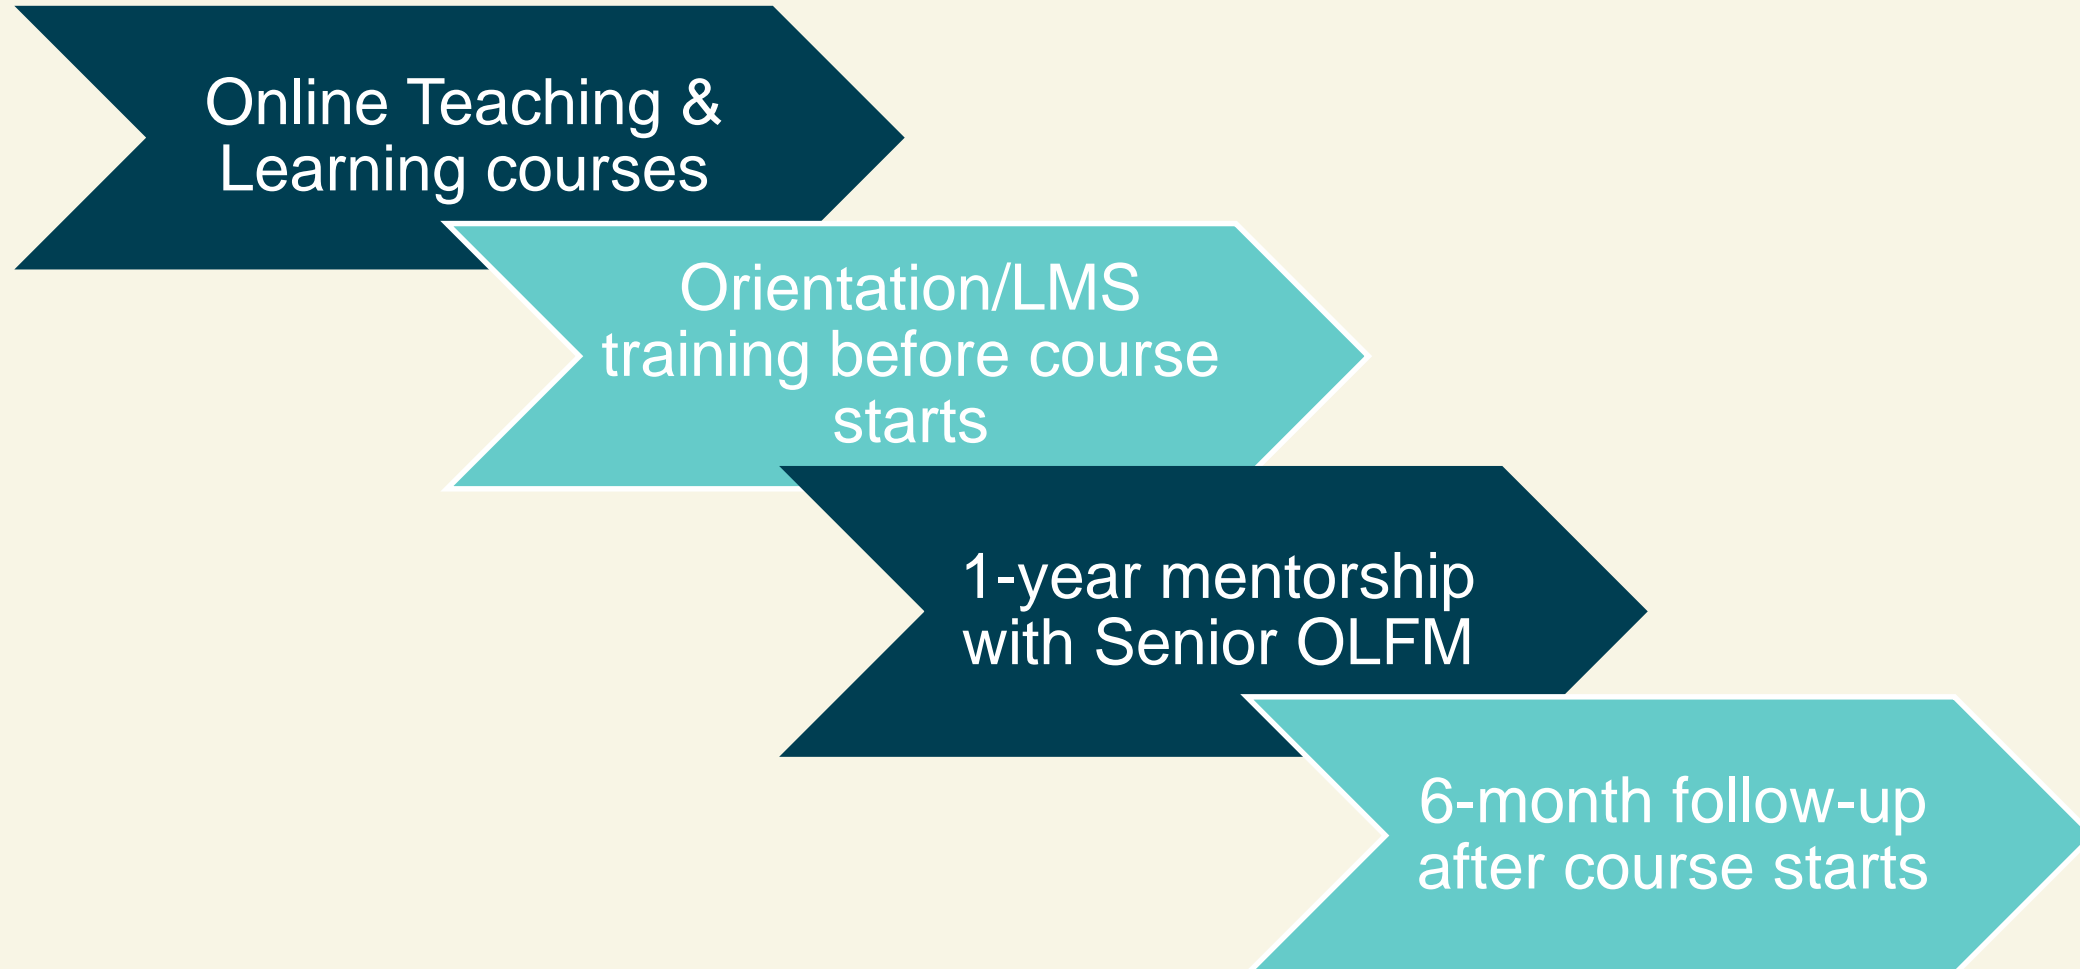 Online Teaching &
Learning courses
Orientation/LMS
training before course
starts
1-year mentorship
with Senior OLFM
6-month follow-up
after course starts